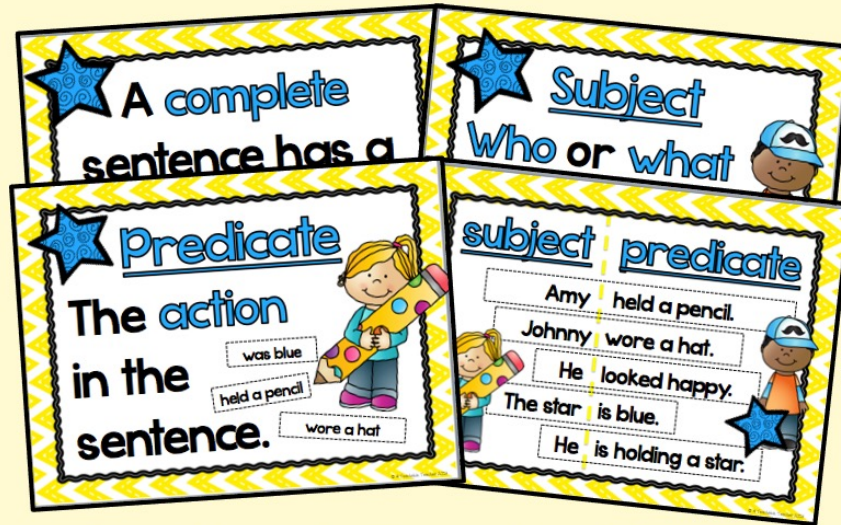 A complete
sentence has a
Subject
Who or what
Predicate
The action
in the
sentence.
was blue
held a pencil
wore a hat
subject predicate
Amy held a pencil.
Johnny wore a hat.
He looked happy.
The star is blue.
He is holding a star.